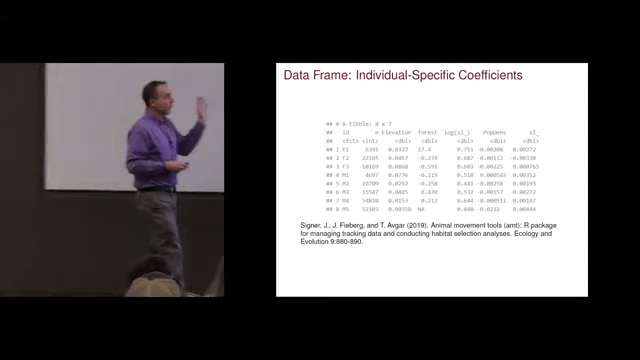 Data Frame: Individual-Specific Coefficients
## # A tibble: 8 x 7
## Id n Elevation forest `log(sl_)` PopDens sl_
## <fct> <int> <dbl> <dbl> <dbl> <dbl> <dbl>
## 1 F1 6391 0.0337 17.4 0.751 -0.00208 0.00272
## 2 F2 22165 0.0467 -0.274 0.687 -0.00112 -0.00338
## 3 F3 10169 0.0768 -0.591 0.603 -0.00225 0.000765
## 4 M1 4697 0.0776 -0.219 0.510 0.000583 0.00352
## 5 M2 10709 0.0292 -0.258 0.441 0.00258 0.00193
## 6 M3 15547 0.0485 0.470 0.532 -0.00157 0.00272
## 7 M4 54810 0.0153 0.213 0.644 -0.000511 0.00197
## 8 M5 52303 0.00350 NA 0.848 -0.0232 0.00444
Signer, J., J. Fieberg, and T. Avgar (2019). Animal movement tools (amt): R package
for managing tracking data and conducting habitat selection analyses. Ecology and
Evolution 9:880-890.